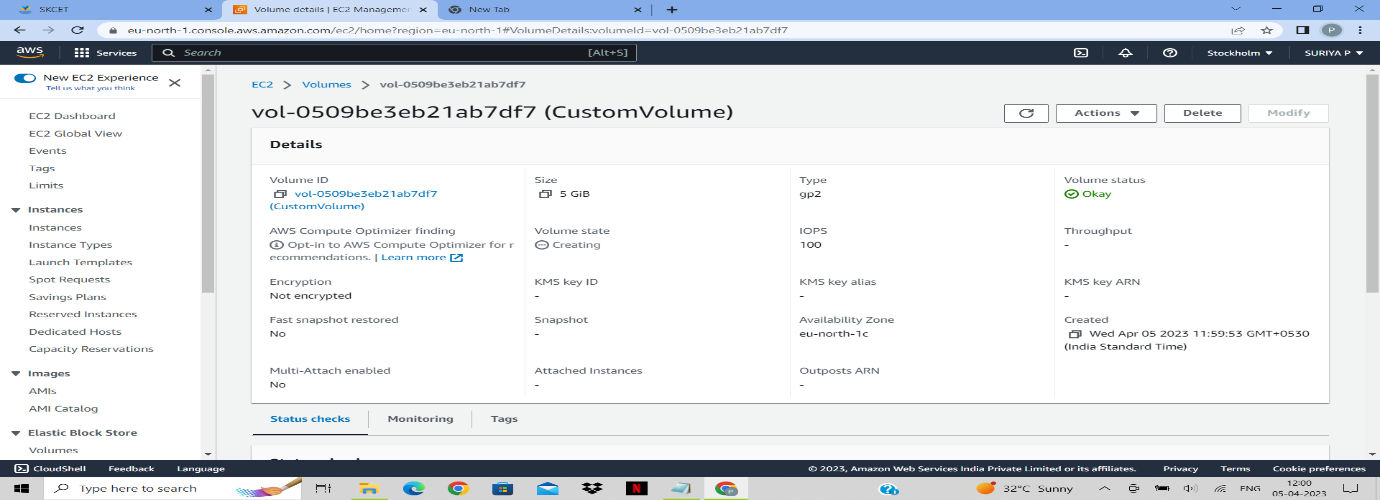 SKCET
Volume details | EC2 Managemen
New Tab
eu-north-1.console.aws.amazon.com/ec2/home?region=eu-north-1#VolumeDetails:volumeId=vol-0509be3eb21ab7df7
P
aws
Services
Search
[Alt+S]
Stockholm
SURIYA P
New EC2 Experience
Tell us what you think
EC2 Dashboard
EC2 Global View
Events
Tags
Limits
Instances
Instances
Instance Types
Launch Templates
Spot Requests
Savings Plans
Reserved Instances
Dedicated Hosts
Capacity Reservations
Images
AMIs
AMI Catalog
Elastic Block Store
Volumes
EC2 > Volumes > vol-0509be3eb21ab7df7
vol-0509be3eb21ab7df7 (CustomVolume)
Actions
Delete
Modify
Details
Volume ID
vol-0509be3eb21ab7df7
(CustomVolume)
Size
5 GiB
Type
gp2
Volume status
Okay
AWS Compute Optimizer finding
Opt-in to AWS Compute Optimizer for r
ecommendations. | Learn more
Volume state
Creating
IOPS
100
Throughput
-
Encryption
Not encrypted
KMS key ID
-
KMS key alias
-
KMS key ARN
-
Fast snapshot restored
No
Snapshot
-
Availability Zone
eu-north-1c
Created
Wed Apr 05 2023 11:59:53 GMT+0530
(India Standard Time)
Multi-Attach enabled
No
Attached Instances
-
Outposts ARN
-
Status checks
Monitoring
Tags
CloudShell
Feedback
Language
© 2023, Amazon Web Services India Private Limited or its affiliates.
Privacy
Terms
Cookie preferences
Type here to search
32°C Sunny
ENG
12:00
05-04-2023